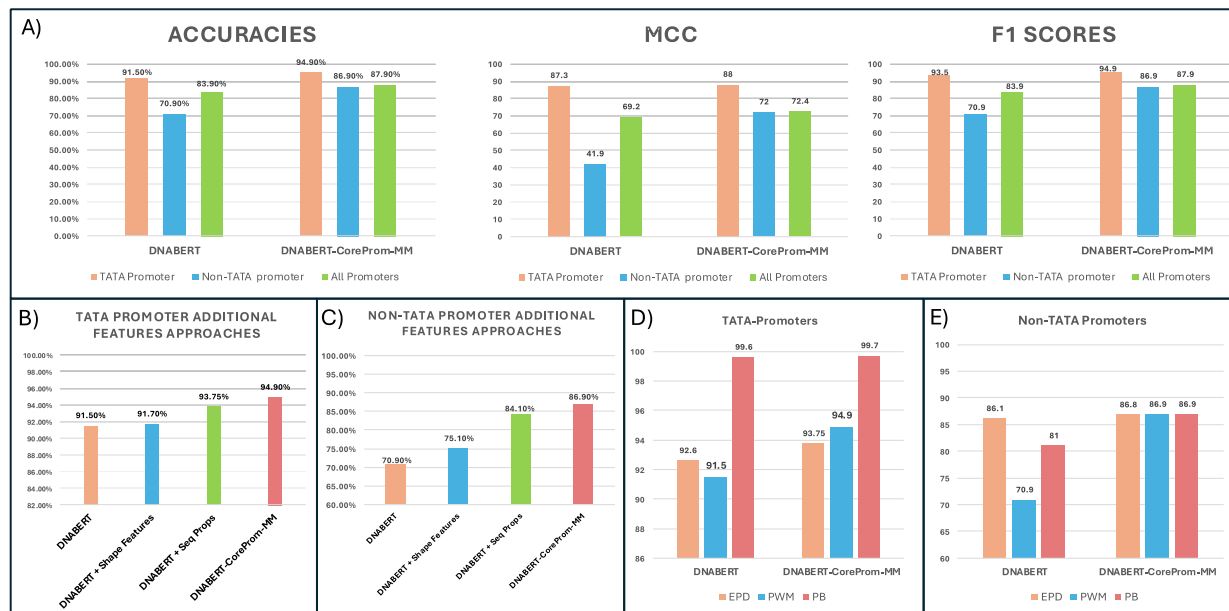 A)
ACCURACIES
100.00%
90.00%
80.00%
70.00%
60.00%
50.00%
40.00%
30.00%
20.00%
10.00%
0.00%
91.50%
70.90%
83.90%
94.90%
86.90%
87.90%
DNABERT
DNABERT-CoreProm-MM
TATA Promoter
Non-TATA promoter
All Promoters
MCC
100
90
80
70
60
50
40
30
20
10
0
87.3
41.9
69.2
88
72
72.4
DNABERT
DNABERT-CoreProm-MM
TATA Promoter
Non-TATA promoter
All Promoters
F1 SCORES
100
90
80
70
60
50
40
30
20
10
0
93.5
70.9
83.9
94.9
86.9
87.9
DNABERT
DNABERT-CoreProm-MM
TATA Promoter
Non-TATA promoter
All Promoters
B)
TATA PROMOTER ADDITIONAL
FEATURES APPROACHES
100.00%
98.00%
96.00%
94.00%
92.00%
90.00%
88.00%
86.00%
84.00%
82.00%
91.50%
91.70%
93.75%
94.90%
DNABERT
DNABERT + Shape Features
DNABERT + Seq Props
DNABERT-CoreProm-MM
C)
NON-TATA PROMOTER ADDITIONAL
FEATURES APPROACHES
100.00%
95.00%
90.00%
85.00%
80.00%
75.00%
70.00%
65.00%
60.00%
70.90%
75.10%
84.10%
86.90%
DNABERT
DNABERT + Shape Features
DNABERT + Seq Props
DNABERT-CoreProm-MM
D)
TATA-Promoters
100
98
96
94
92
90
88
86
92.6
91.5
99.6
93.75
94.9
99.7
DNABERT
DNABERT-CoreProm-MM
EPD
PWM
PB
E)
Non-TATA Promoters
100
95
90
85
80
75
70
65
60
86.1
70.9
81
86.8
86.9
86.9
DNABERT
DNABERT-CoreProm-MM
EPD
PWM
PB